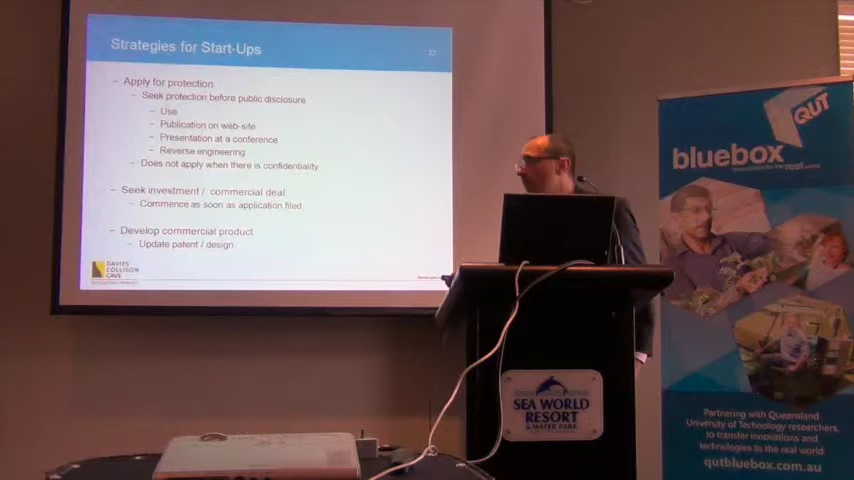 Strategies for Start-Ups
27
– Apply for protection
– Seek protection before public disclosure
– Use
– Publication on web-site
– Presentation at a conference
– Reverse engineering
– Does not apply when there is confidentiality
– Seek investment / commercial deal
– Commence as soon as application filed
– Develop commercial product
– Update patent / design
DAVIES
COLLISON
CAVE
SEA WORLD
RESORT
& WATER PARK
QUT
bluebox
Partnering with Queensland
University of Technology researchers,
to transfer innovations and
technologies to the real world
qutbluebox.com.au